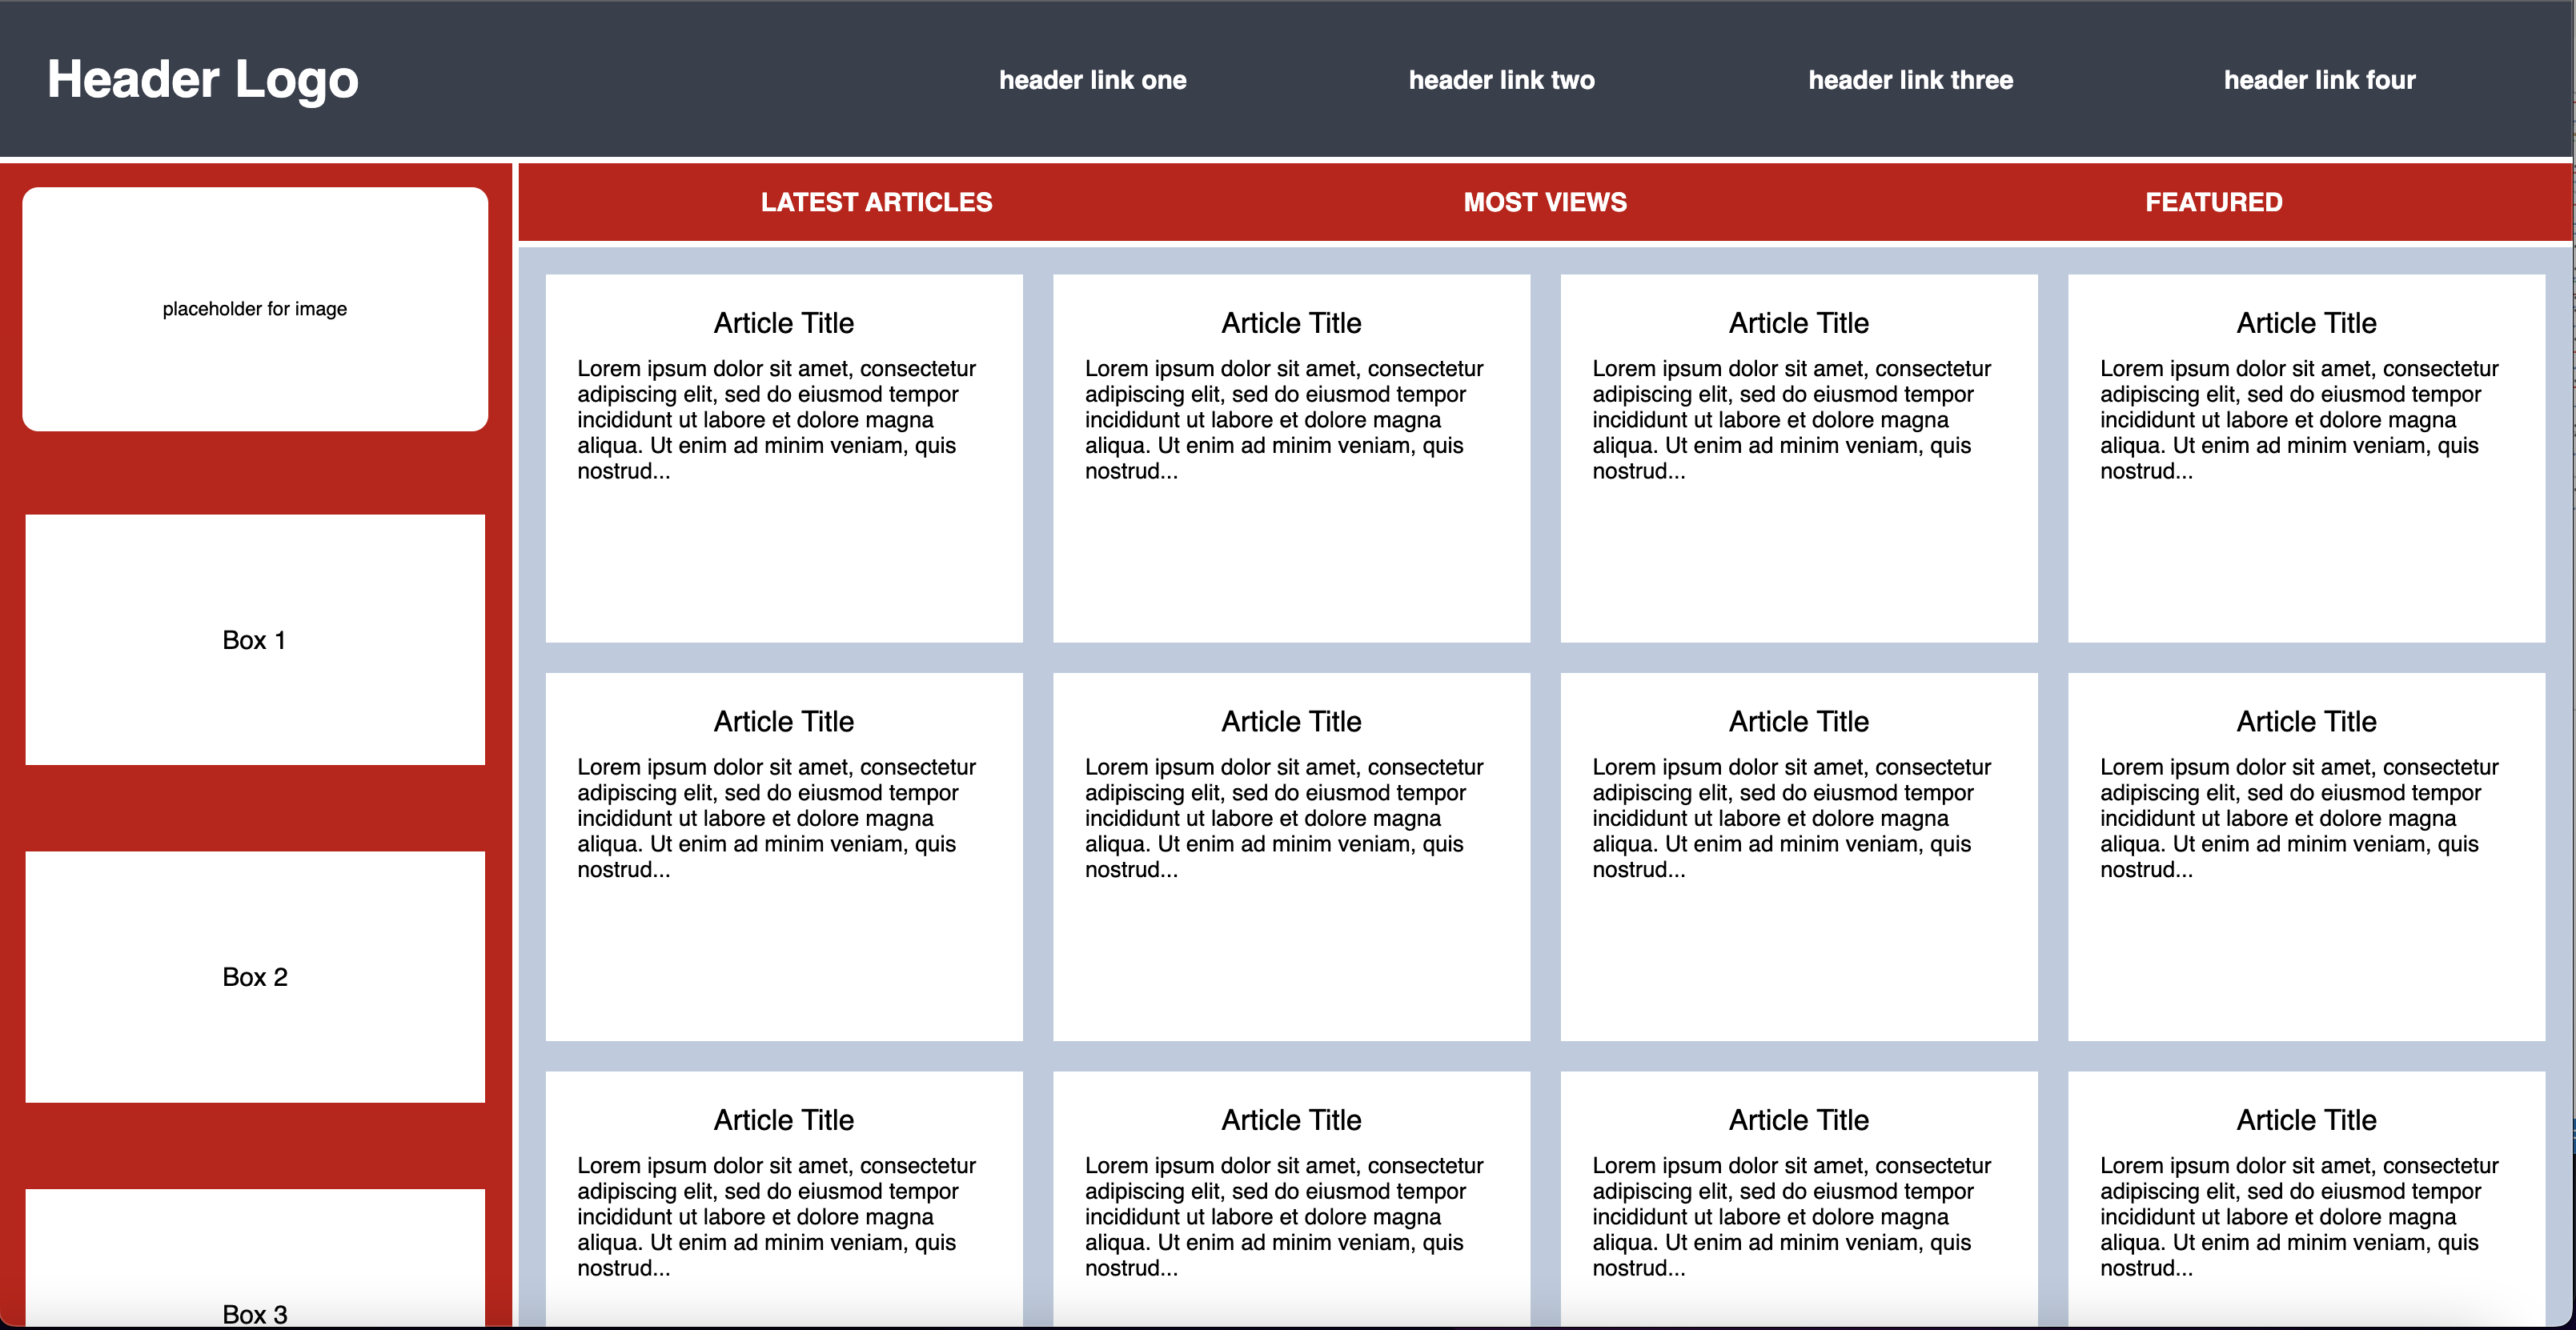 Header Logo
header link one
header link two
header link three
header link four
placeholder for image
Box 1
Box 2
Box 3
LATEST ARTICLES
MOST VIEWS
FEATURED
Article Title
Lorem ipsum dolor sit amet, consectetur
adipiscing elit, sed do eiusmod tempor
incididunt ut labore et dolore magna
aliqua. Ut enim ad minim veniam, quis
nostrud...
Article Title
Lorem ipsum dolor sit amet, consectetur
adipiscing elit, sed do eiusmod tempor
incididunt ut labore et dolore magna
aliqua. Ut enim ad minim veniam, quis
nostrud...
Article Title
Lorem ipsum dolor sit amet, consectetur
adipiscing elit, sed do eiusmod tempor
incididunt ut labore et dolore magna
aliqua. Ut enim ad minim veniam, quis
nostrud...
Article Title
Lorem ipsum dolor sit amet, consectetur
adipiscing elit, sed do eiusmod tempor
incididunt ut labore et dolore magna
aliqua. Ut enim ad minim veniam, quis
nostrud...
Article Title
Lorem ipsum dolor sit amet, consectetur
adipiscing elit, sed do eiusmod tempor
incididunt ut labore et dolore magna
aliqua. Ut enim ad minim veniam, quis
nostrud...
Article Title
Lorem ipsum dolor sit amet, consectetur
adipiscing elit, sed do eiusmod tempor
incididunt ut labore et dolore magna
aliqua. Ut enim ad minim veniam, quis
nostrud...
Article Title
Lorem ipsum dolor sit amet, consectetur
adipiscing elit, sed do eiusmod tempor
incididunt ut labore et dolore magna
aliqua. Ut enim ad minim veniam, quis
nostrud...
Article Title
Lorem ipsum dolor sit amet, consectetur
adipiscing elit, sed do eiusmod tempor
incididunt ut labore et dolore magna
aliqua. Ut enim ad minim veniam, quis
nostrud...
Article Title
Lorem ipsum dolor sit amet, consectetur
adipiscing elit, sed do eiusmod tempor
incididunt ut labore et dolore magna
aliqua. Ut enim ad minim veniam, quis
nostrud...
Article Title
Lorem ipsum dolor sit amet, consectetur
adipiscing elit, sed do eiusmod tempor
incididunt ut labore et dolore magna
aliqua. Ut enim ad minim veniam, quis
nostrud...
Article Title
Lorem ipsum dolor sit amet, consectetur
adipiscing elit, sed do eiusmod tempor
incididunt ut labore et dolore magna
aliqua. Ut enim ad minim veniam, quis
nostrud...
Article Title
Lorem ipsum dolor sit amet, consectetur
adipiscing elit, sed do eiusmod tempor
incididunt ut labore et dolore magna
aliqua. Ut enim ad minim veniam, quis
nostrud...